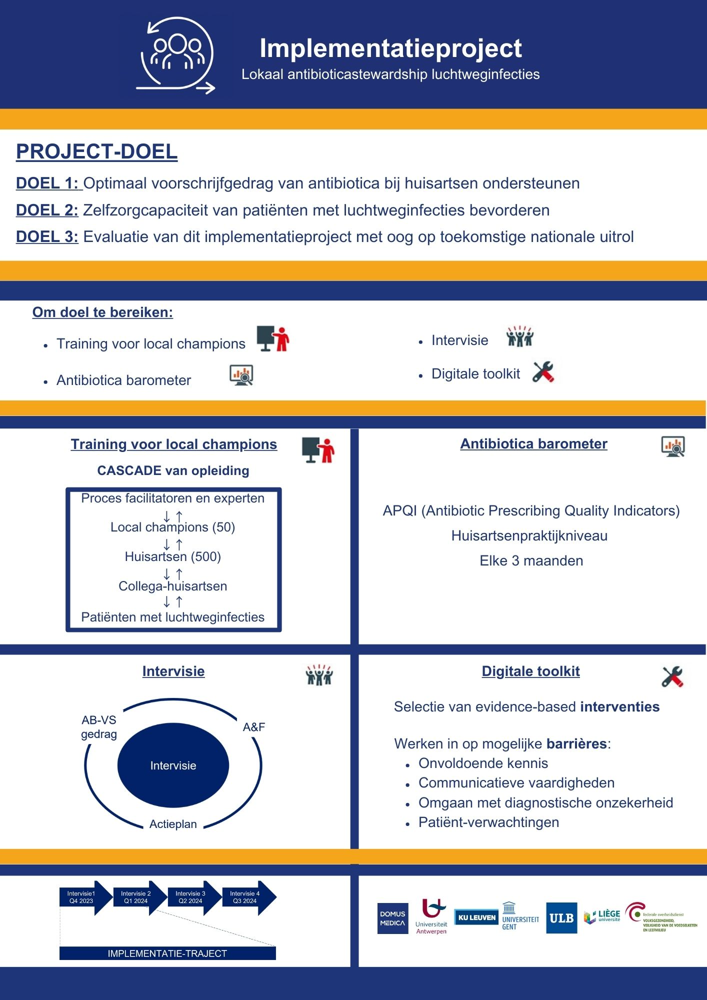 Implementatieproject
Lokaal antibioticastewardship luchtweginfecties
PROJECT-DOEL
DOEL 1: Optimaal voorschrijfgedrag van antibiotica bij huisartsen ondersteunen
DOEL 2: Zelfzorgcapaciteit van patiënten met luchtweginfecties bevorderen
DOEL 3: Evaluatie van dit implementatieproject met oog op toekomstige nationale uitrol
Om doel te bereiken:
• Training voor local champions
• Antibiotica barometer
• Intervisie
• Digitale toolkit
Training voor local champions
CASCADE van opleiding
Proces facilitatoren en experten
↓ ↑
Local champions (50)
↓ ↑
Huisartsen (500)
↓ ↑
Collega-huisartsen
↓ ↑
Patiënten met luchtweginfecties
Antibiotica barometer
APQI (Antibiotic Prescribing Quality Indicators)
Huisartsenpraktijkniveau
Elke 3 maanden
Intervisie
AB-VS
gedrag
A&F
Intervisie
Actieplan
Digitale toolkit
Selectie van evidence-based interventies
Werken in op mogelijke barrières:
• Onvoldoende kennis
• Communicatieve vaardigheden
• Omgaan met diagnostische onzekerheid
• Patiënt-verwachtingen
Intervisie1
Q4 2023
Intervisie 2
Q1 2024
Intervisie 3
Q2 2024
Intervisie 4
Q3 2024
IMPLEMENTATIE-TRAJECT
DOMUS
MEDICA
Universiteit
Antwerpen
KU LEUVEN
UNIVERSITEIT
GENT
ULB
LIÈGE
université
federale overheidsdienst
VOLKSGEZONDHEID,
VEILIGHEID VAN DE VOEDSELKETEN
EN LEEFMILIEU